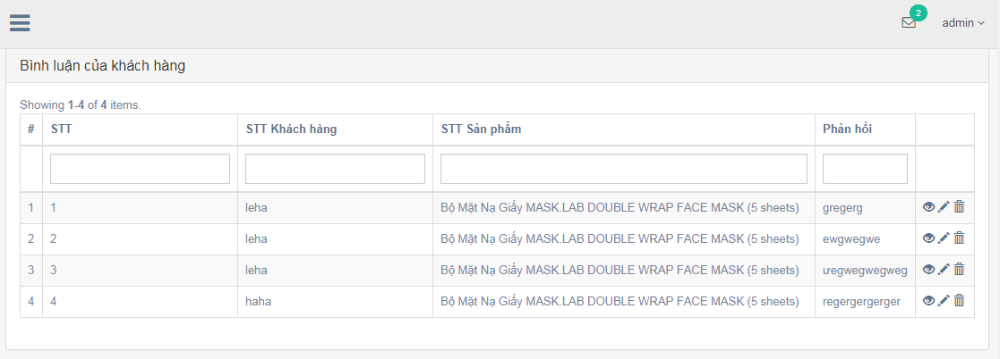 2
admin
Bình luận của khách hàng
Showing 1-4 of 4 items.
# STT STT Khách hàng STT Sản phẩm Phản hồi
1 1 leha Bộ Mặt Nạ Giấy MASK.LAB DOUBLE WRAP FACE MASK (5 sheets) gregerg
2 2 leha Bộ Mặt Nạ Giấy MASK.LAB DOUBLE WRAP FACE MASK (5 sheets) ewgwegwe
3 3 leha Bộ Mặt Nạ Giấy MASK.LAB DOUBLE WRAP FACE MASK (5 sheets) ưegwegwegweg
4 4 haha Bộ Mặt Nạ Giấy MASK.LAB DOUBLE WRAP FACE MASK (5 sheets) regergergerger